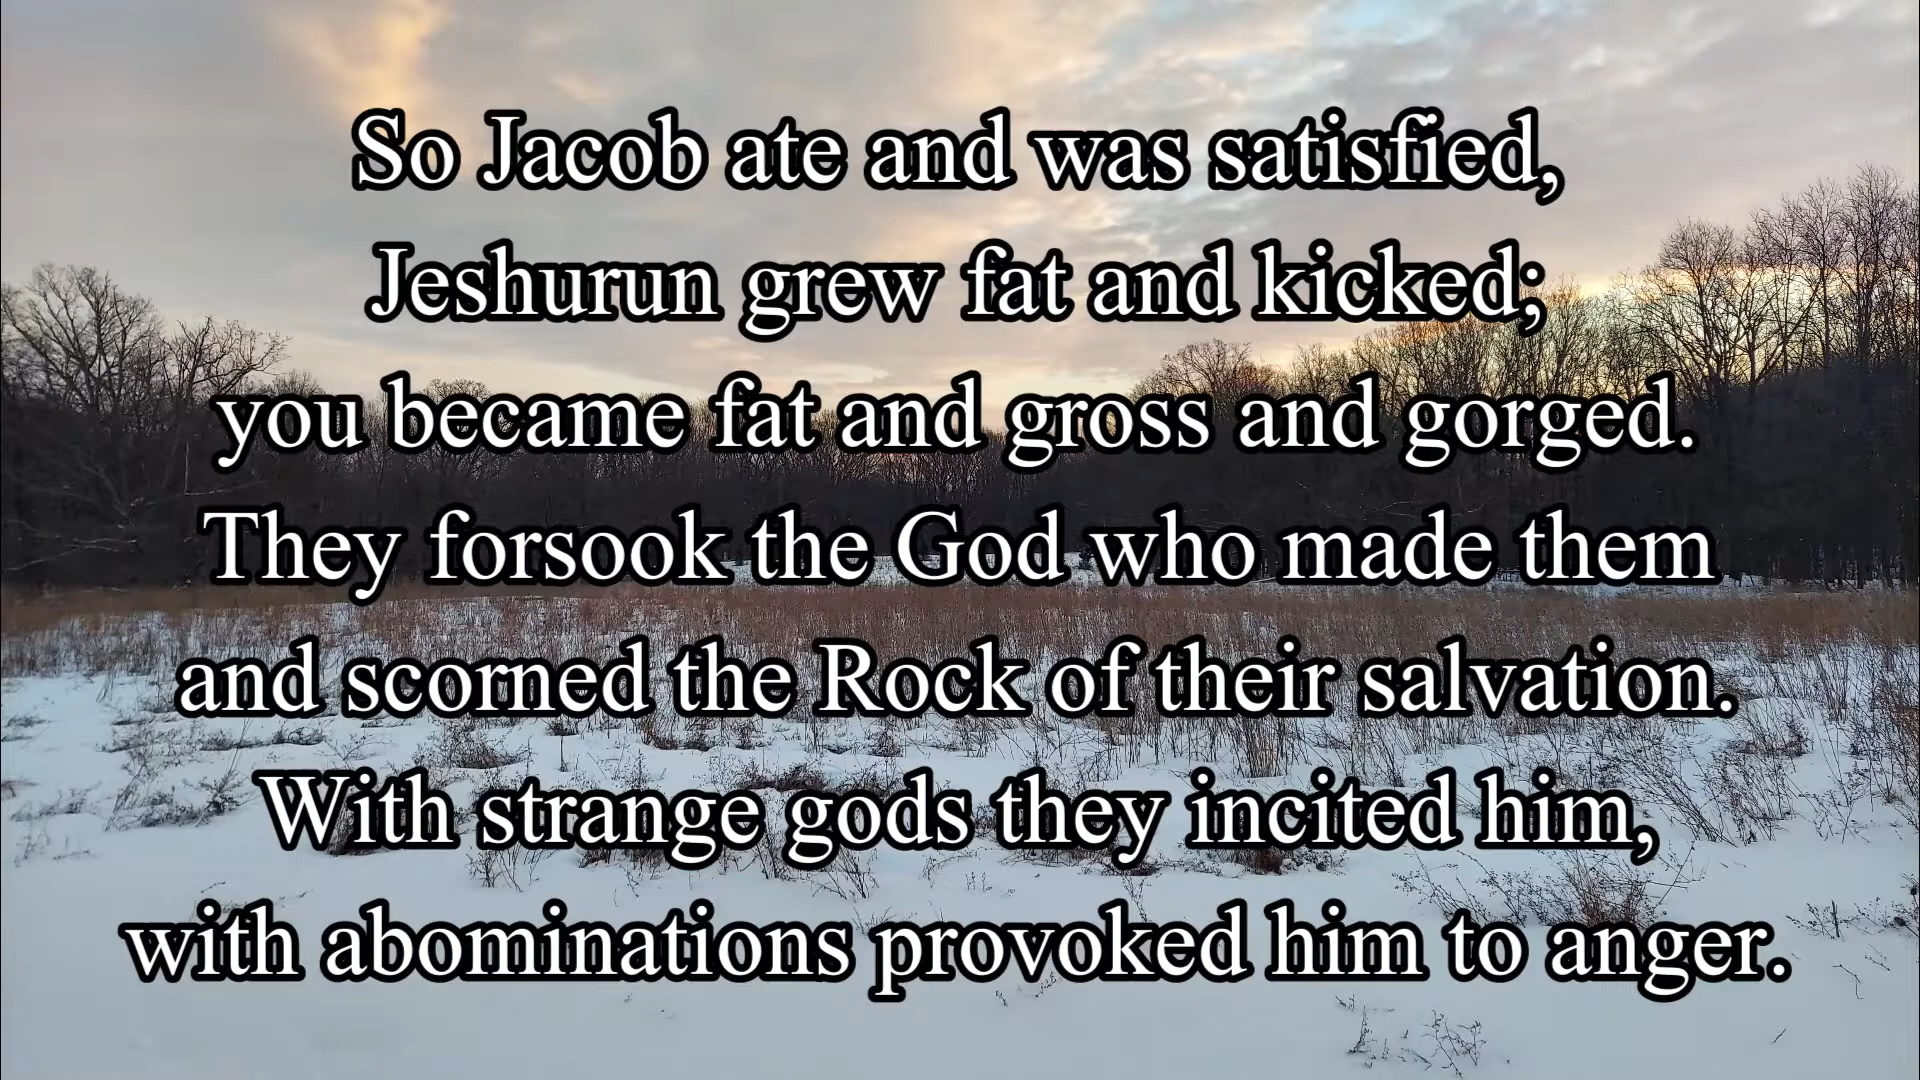 So Jacob ate and was satisfied,
Jeshurun grew fat and kicked;
you became fat and gross and gorged.
They forsook the God who made them
and scorned the Rock of their salvation.
With strange gods they incited him,
with abominations provoked him to anger.